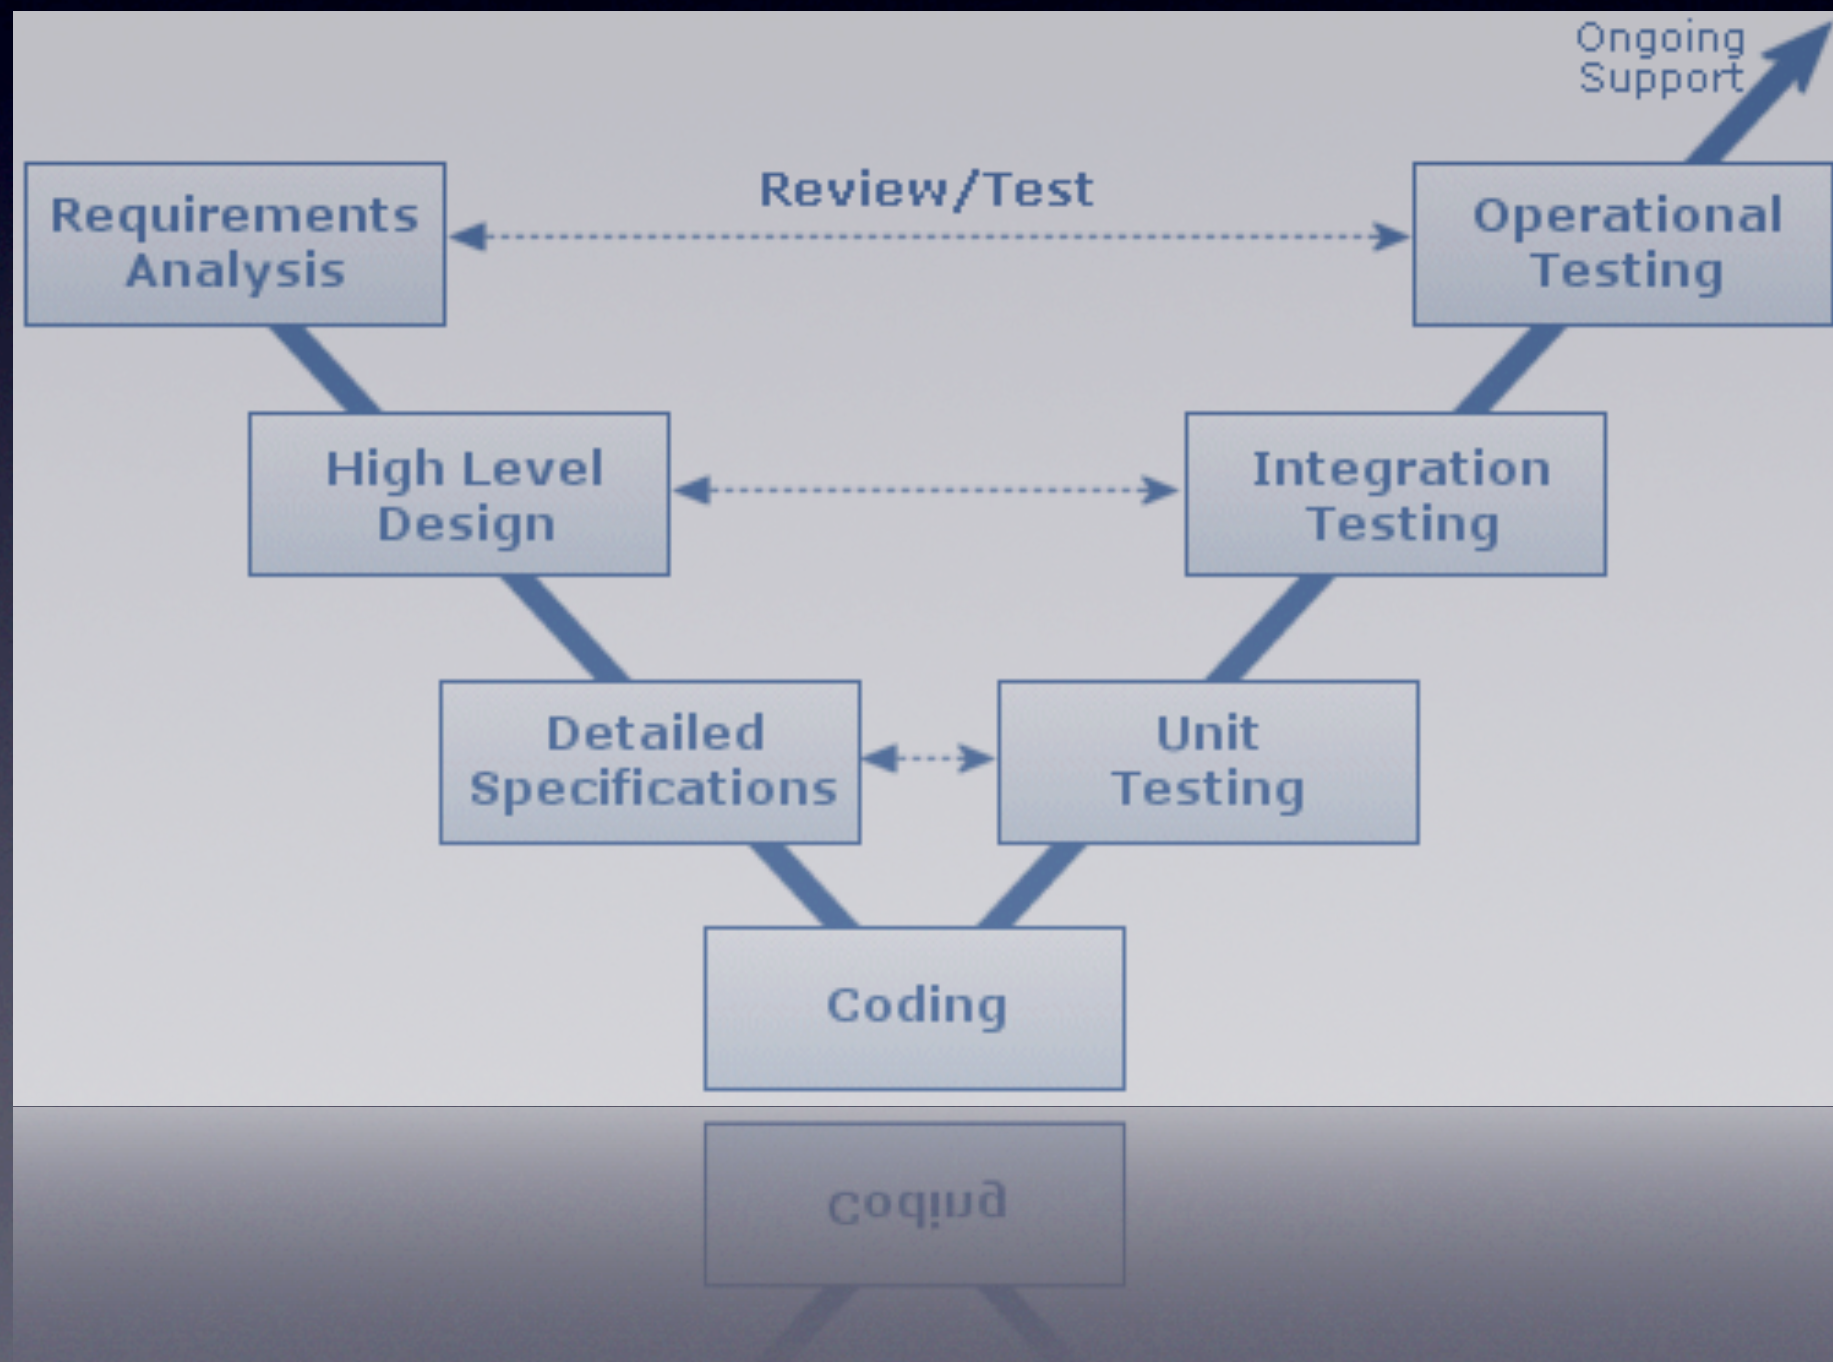 Ongoing
Support
Review/Test
Requirements
Analysis
Operational
Testing
High Level
Design
Integration
Testing
Detailed
Specifications
Unit
Testing
Coding
Coding